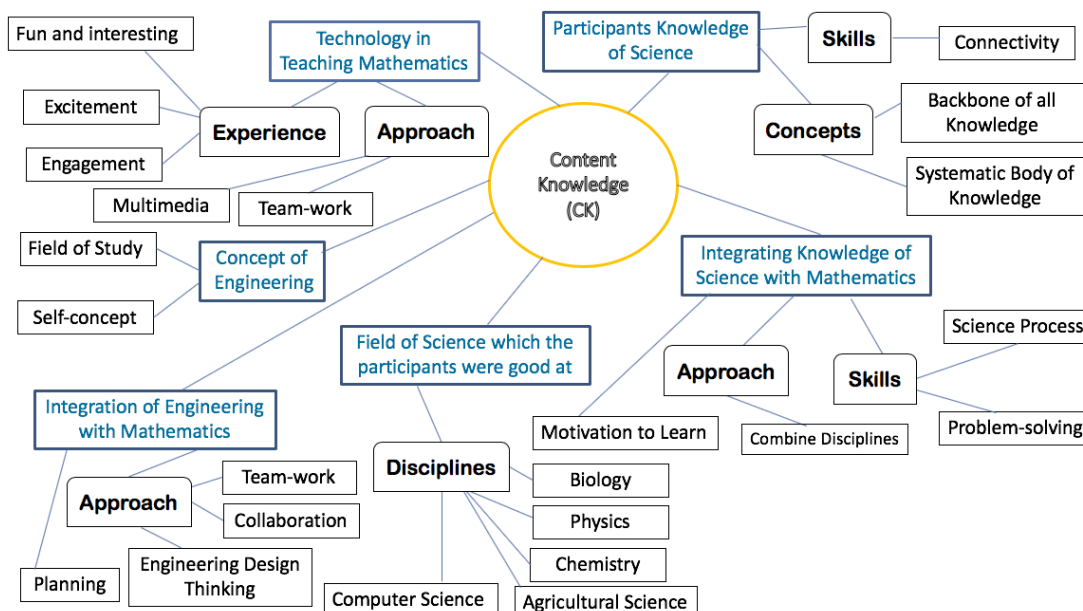 Fun and interesting
Technology in
Teaching Mathematics
Participants Knowledge
of Science
Skills
Connectivity
Excitement
Experience
Approach
Backbone of all
Knowledge
Concepts
Engagement
Content
Knowledge
(CK)
Multimedia
Team-work
Systematic Body of
Knowledge
Field of Study
Concept of
Engineering
Self-concept
Integrating Knowledge of
Science with Mathematics
Field of Science which the
participants were good at
Science Process
Approach
Skills
Integration of Engineering
with Mathematics
Motivation to Learn
Combine Disciplines
Problem-solving
Disciplines
Team-work
Approach
Biology
Collaboration
Physics
Engineering Design
Thinking
Planning
Chemistry
Computer Science
Agricultural Science